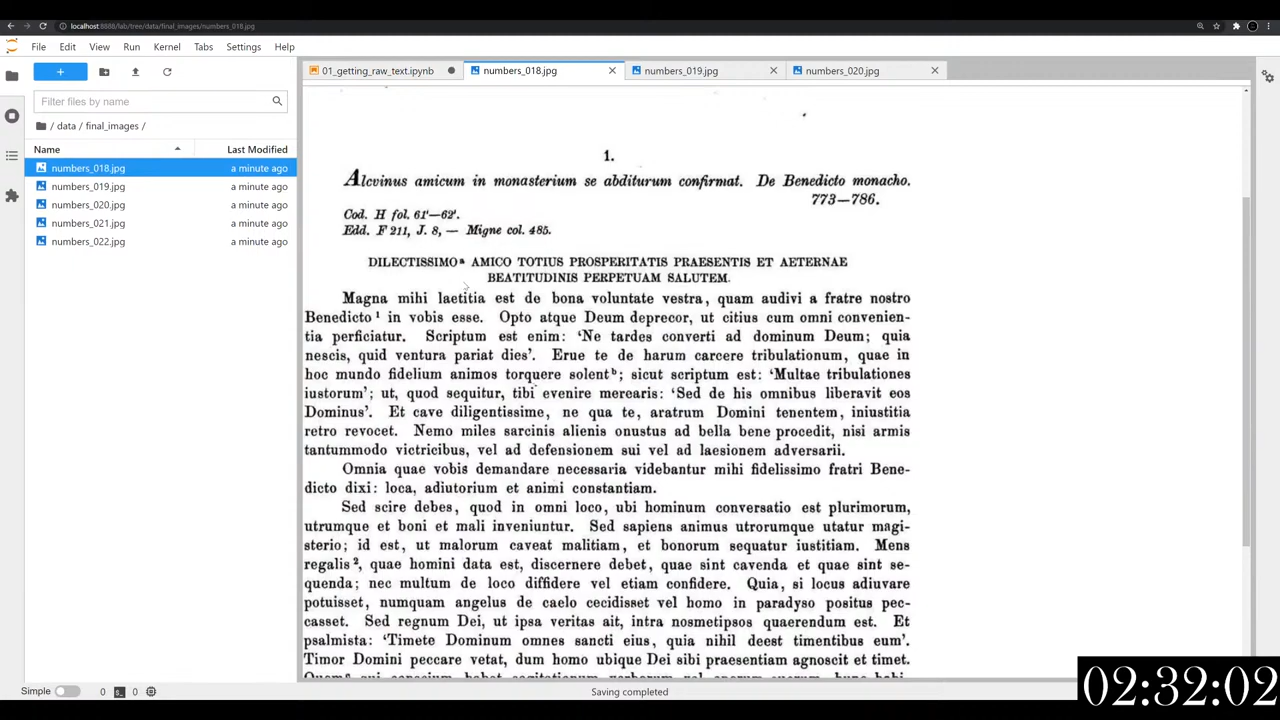 localhost:8888/lab/tree/data/final_images/numbers_018.jpg
File Edit View Run Kernel Tabs Settings Help
01_getting_raw_text.ipynb
numbers_018.jpg
numbers_019.jpg
numbers_020.jpg
Filter files by name
/ data / final_images /
Name Last Modified
numbers_018.jpg a minute ago
numbers_019.jpg a minute ago
numbers_020.jpg a minute ago
numbers_021.jpg a minute ago
numbers_022.jpg a minute ago
1.
Alcvinus amicum in monasterium se abditurum confirmat. De Benedicto monacho.
773—786.
Cod. H fol. 61'—62'.
Edd. F 211, J. 8, — Migne col. 485.
DILECTISSIMOᵃ AMICO TOTIUS PROSPERITATIS PRAESENTIS ET AETERNAE
BEATITUDINIS PERPETUAM SALUTEM.
Magna mihi laetitia est de bona voluntate vestra, quam audivi a fratre nostro
Benedicto ¹ in vobis esse. Opto atque Deum deprecor, ut citius cum omni convenien-
tia perficiatur. Scriptum est enim: 'Ne tardes converti ad dominum Deum; quia
nescis, quid ventura pariat dies'. Erue te de harum carcere tribulationum, quae in
hoc mundo fidelium animos torquere solentᵇ; sicut scriptum est: 'Multae tribulationes
iustorum'; ut, quod sequitur, tibi evenire merearis: 'Sed de his omnibus liberavit eos
Dominus'. Et cave diligentissime, ne qua te, aratrum Domini tenentem, iniustitia
retro revocet. Nemo miles sarcinis alienis onustus ad bella bene procedit, nisi armis
tantummodo victricibus, vel ad defensionem sui vel ad laesionem adversarii.
Omnia quae vobis demandare necessaria videbantur mihi fidelissimo fratri Bene-
dicto dixi: loca, adiutorium et animi constantiam.
Sed scire debes, quod in omni loco, ubi hominum conversatio est plurimorum,
utrumque et boni et mali inveniuntur. Sed sapiens animus utrorumque utatur magi-
sterio; id est, ut malorum caveat malitiam, et bonorum sequatur iustitiam. Mens
regalis ², quae homini data est, discernere debet, quae sint cavenda et quae sint se-
quenda; nec multum de loco diffidere vel etiam confidere. Quia, si locus adiuvare
potuisset, numquam angelus de caelo cecidisset vel homo in paradyso positus pec-
casset. Sed regnum Dei, ut ipsa veritas ait, intra nosmetipsos quaerendum est. Et
psalmista: 'Timete Dominum omnes sancti eius, quia nihil deest timentibus eum'.
Timor Domini peccare vetat, dum homo ubique Dei sibi praesentiam agnoscit et timet.
Simple 0 0 Saving completed
02:32:02